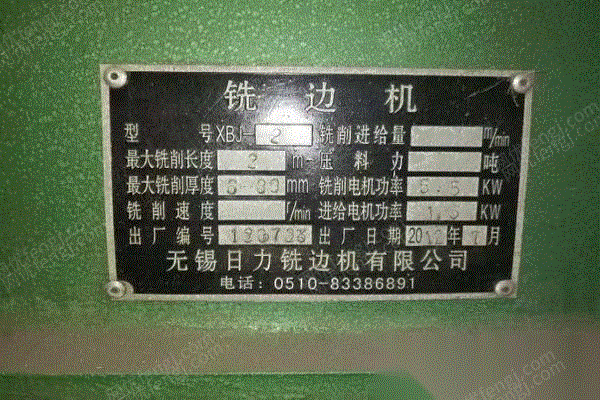 铣边机
型号XBJ-2 铣削进给量 m/min
最大铣削长度 2 m 压料力 吨
最大铣削厚度 mm 铣削电机功率 5.5 KW
铣削速度 r/min 进给电机功率 KW
出厂编号 出厂日期 20 年 月
无锡日力铣边机有限公司
电话：0510-83386891